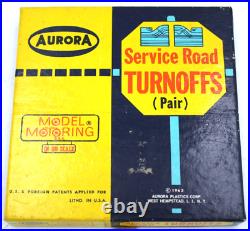 AURORA
Service Road
TURNOFFS
(Pair)
MODEL®
MOTORING
IN HO SCALE
U. S. & FOREIGN PATENTS APPLIED FOR
LITHO. IN U.S.A.
© 1962
AURORA PLASTICS CORP.
WEST HEMPSTEAD, L. I., N. Y.